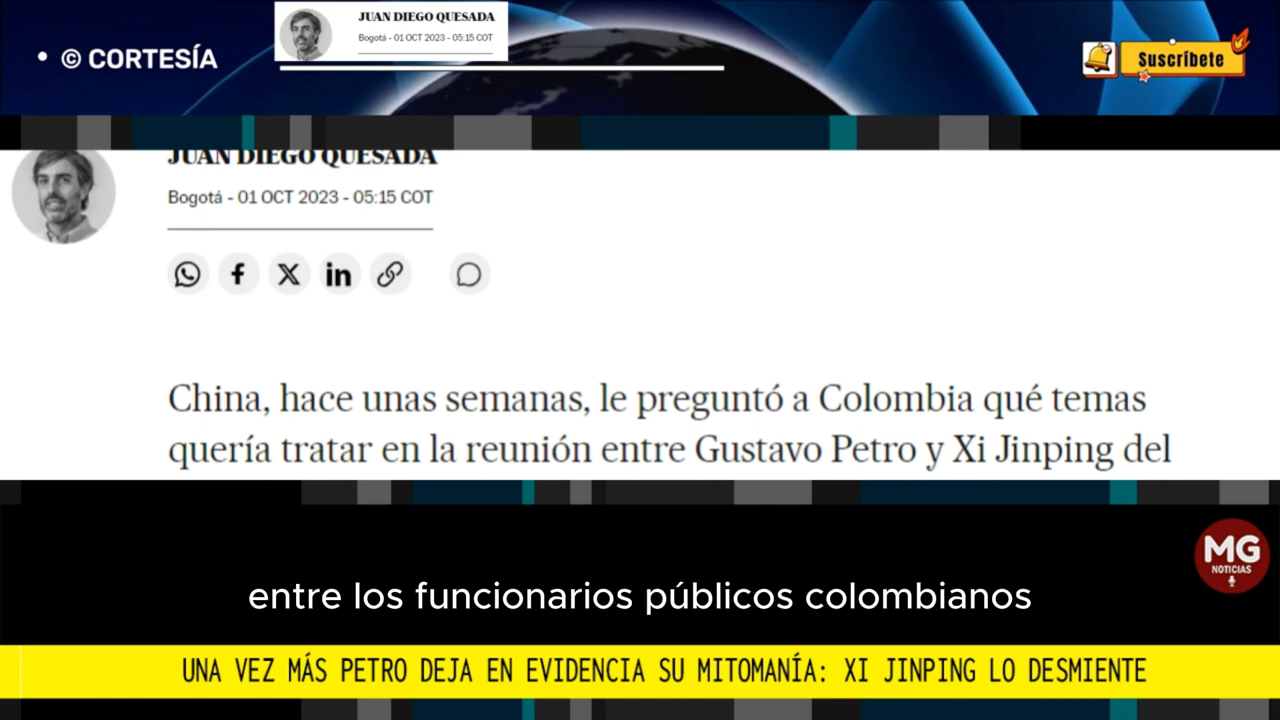 © CORTESÍA
JUAN DIEGO QUESADA
Bogotá - 01 OCT 2023 - 05:15 COT
Suscríbete
JUAN DIEGO QUESADA
Bogotá - 01 OCT 2023 - 05:15 COT
China, hace unas semanas, le preguntó a Colombia qué temas
quería tratar en la reunión entre Gustavo Petro y Xi Jinping del
MG
NOTICIAS
entre los funcionarios públicos colombianos
UNA VEZ MÁS PETRO DEJA EN EVIDENCIA SU MITOMANÍA: XI JINPING LO DESMIENTE